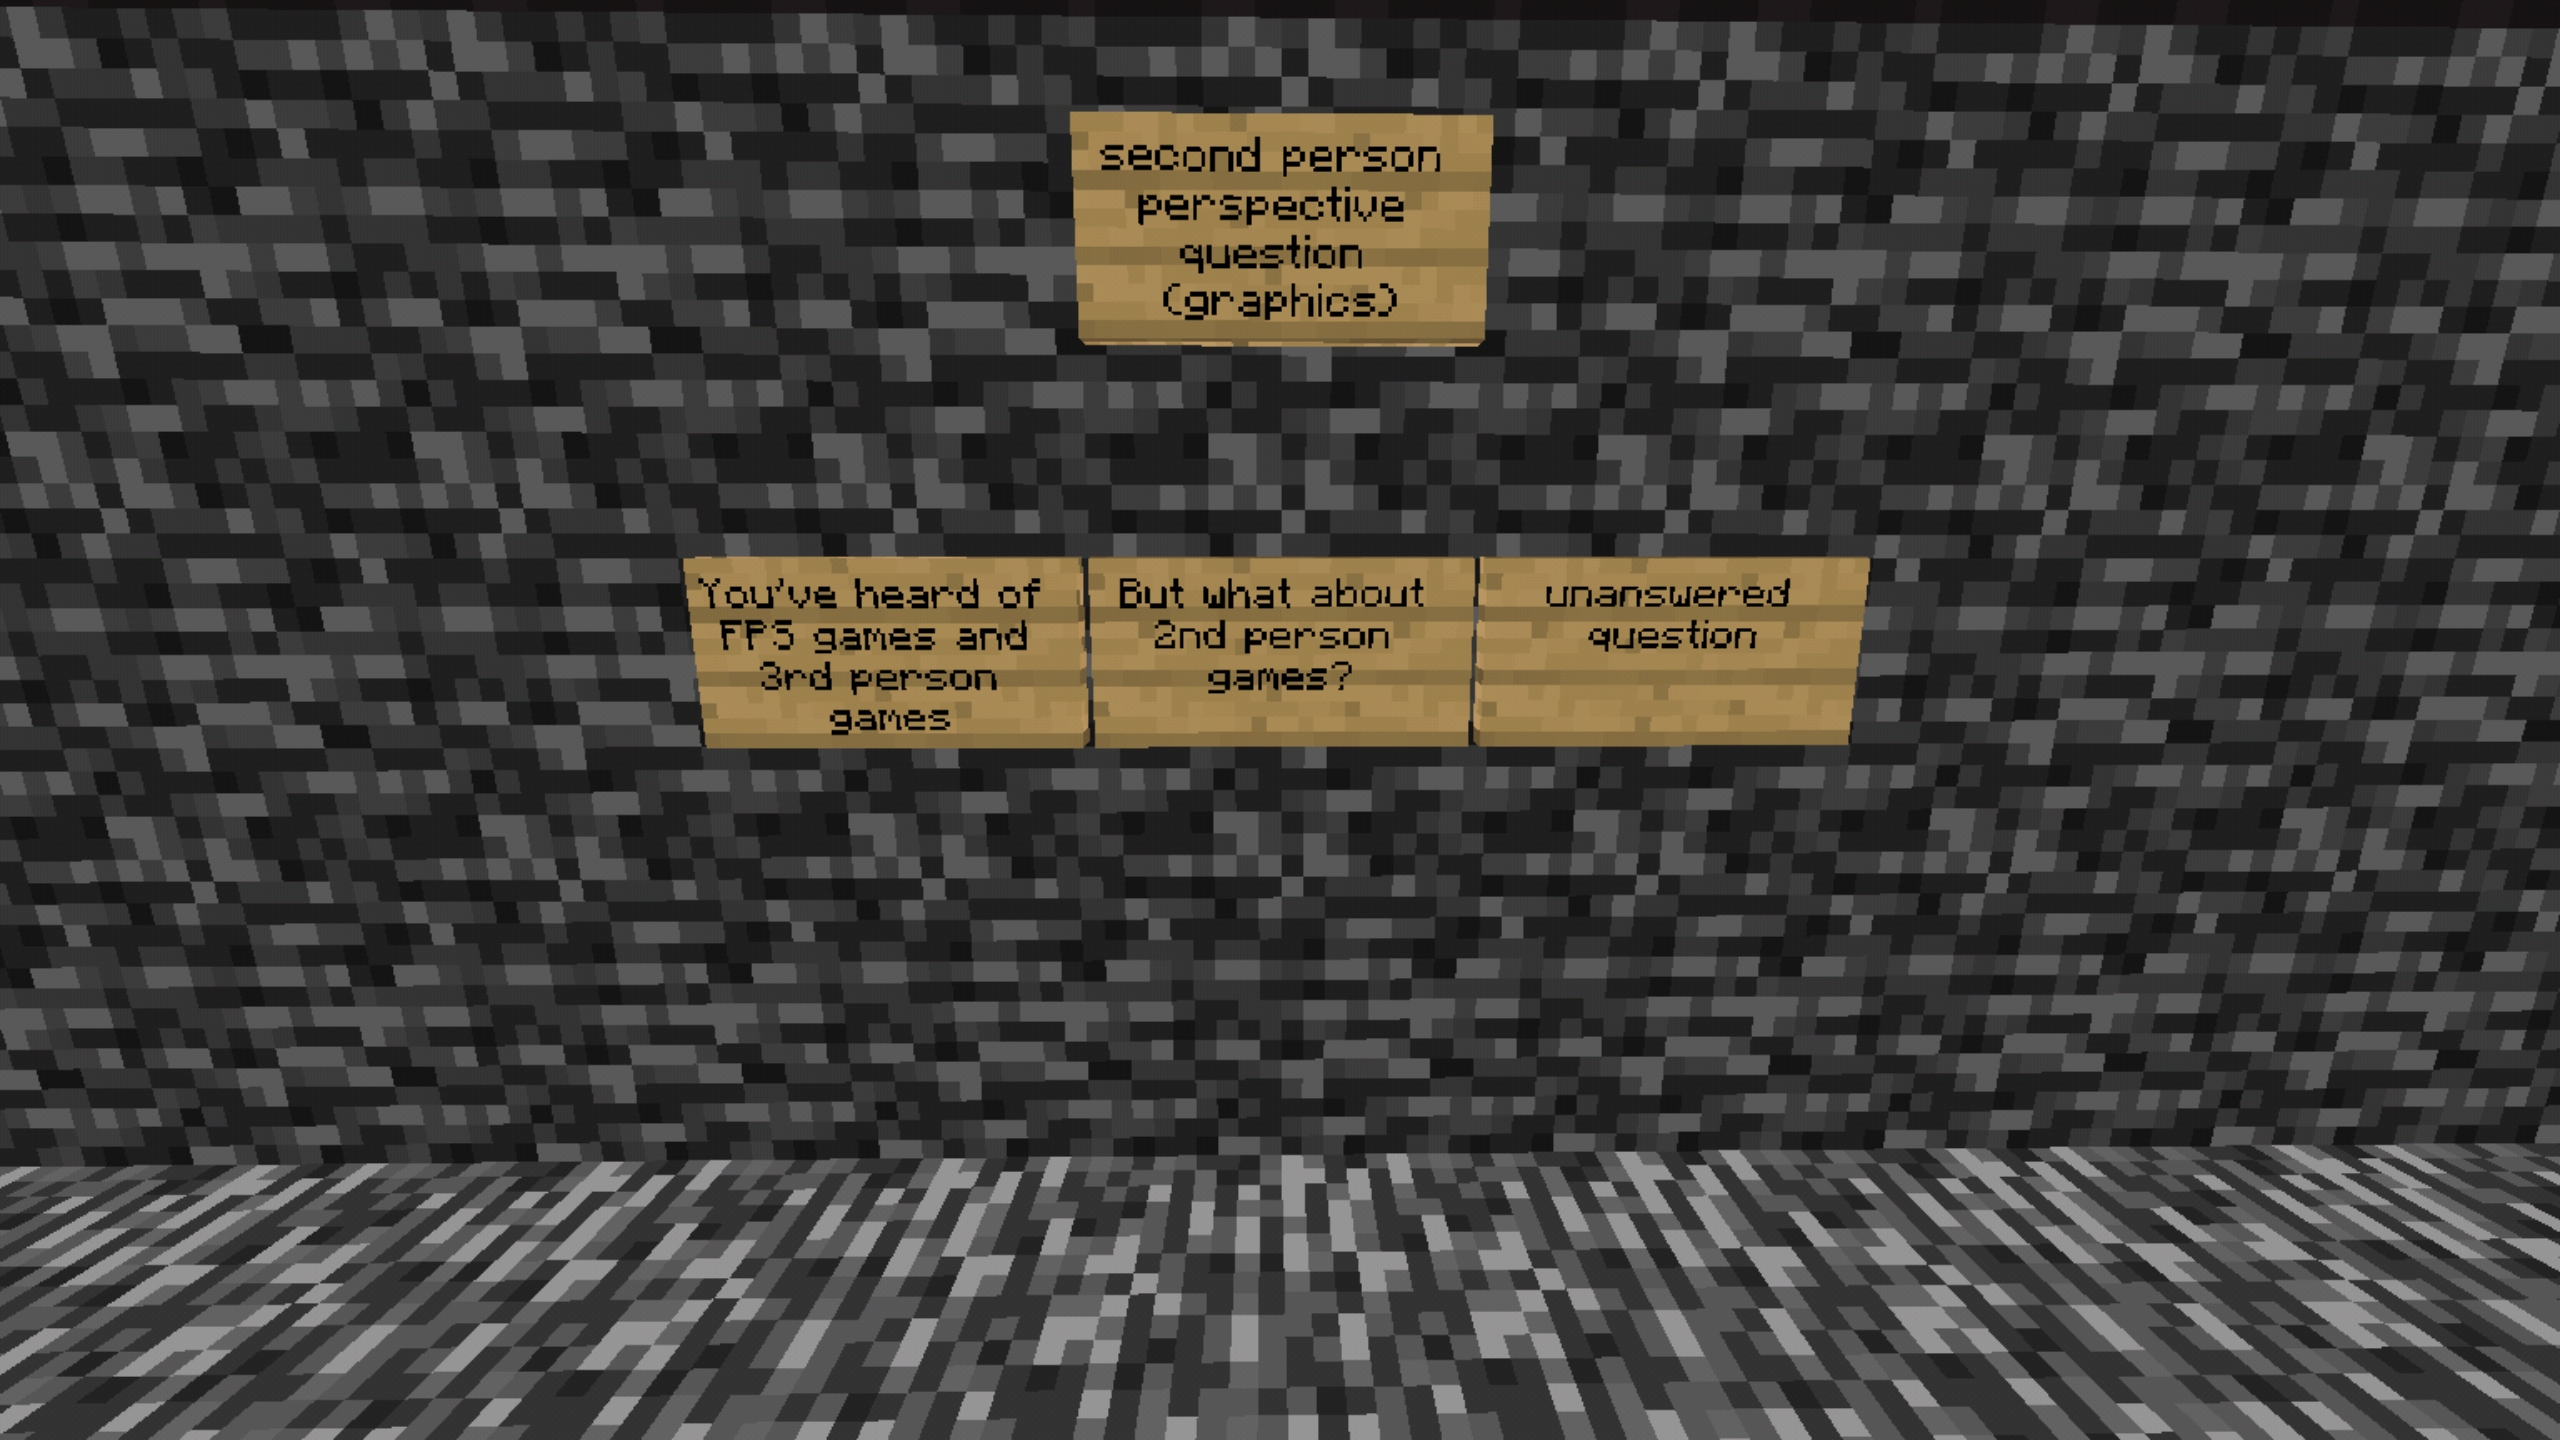 second person
perspective
question
(graphics)
You've heard of
FPS games and
3rd person
games
But what about
2nd person
games?
unanswered
question